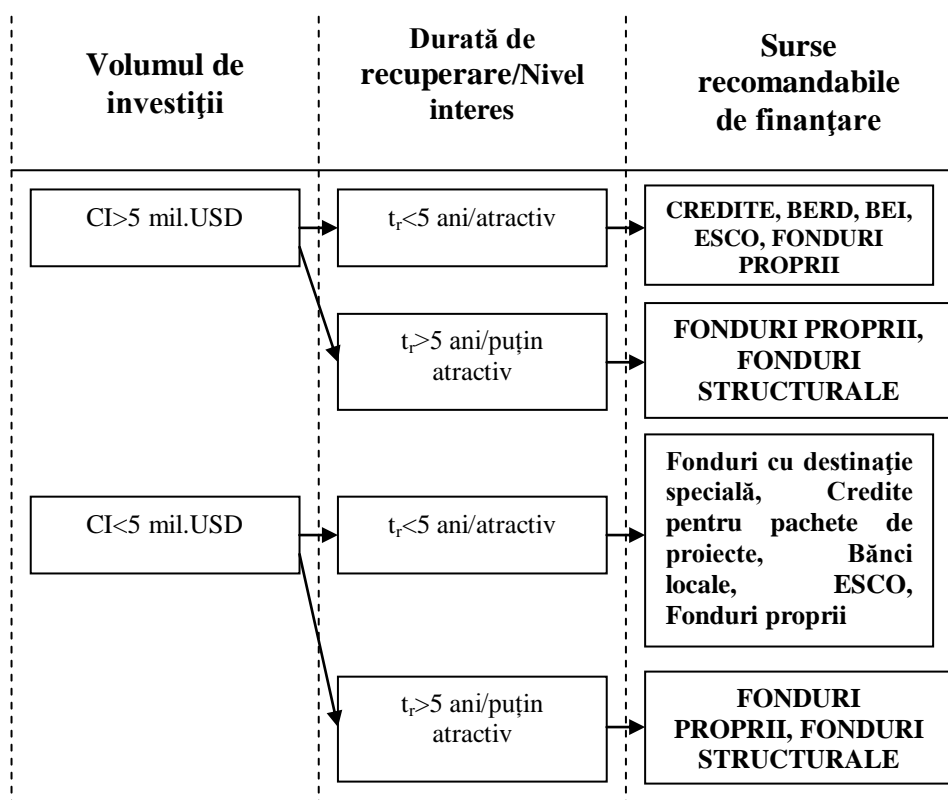 Volumul de
investiţii
Durată de
recuperare/Nivel
interes
Surse
recomandabile
de finanţare
CI>5 mil.USD
tr<5 ani/atractiv
CREDITE, BERD, BEI,
ESCO, FONDURI
PROPRII
tr>5 ani/puțin
atractiv
FONDURI PROPRII,
FONDURI
STRUCTURALE
CI<5 mil.USD
tr<5 ani/atractiv
Fonduri cu destinaţie
specială, Credite
pentru pachete de
proiecte, Bănci
locale, ESCO,
Fonduri proprii
tr>5 ani/puțin
atractiv
FONDURI
PROPRII, FONDURI
STRUCTURALE